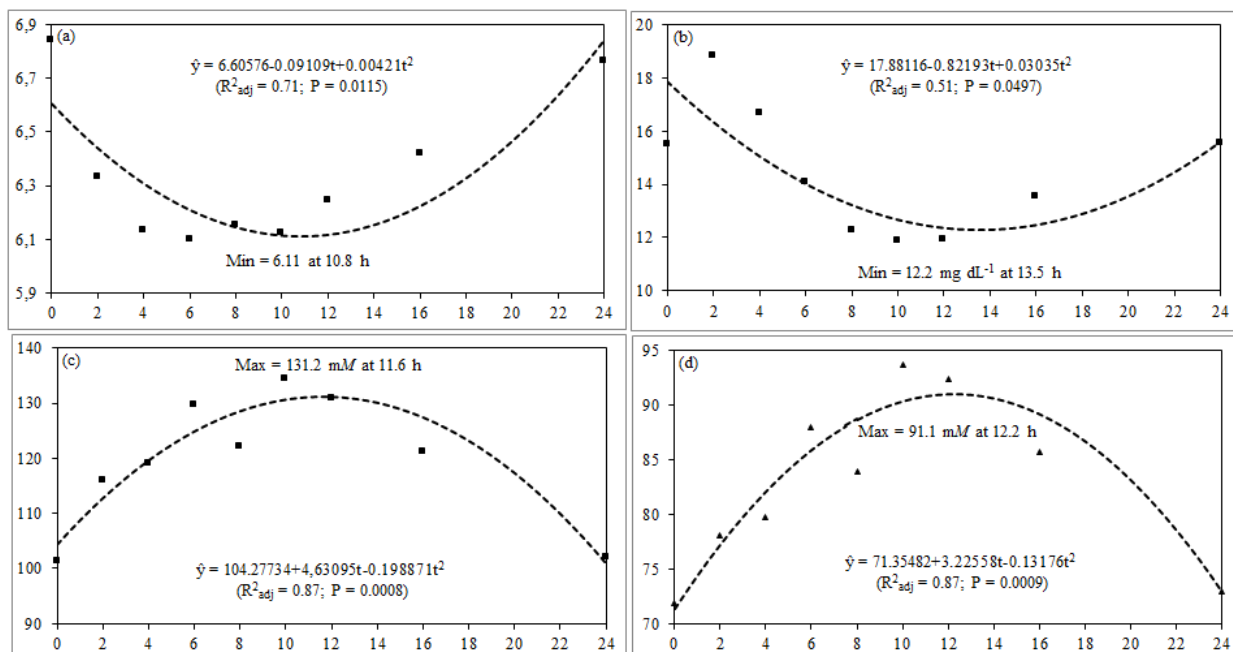 (a)
ŷ = 6.60576-0.09109t+0.00421t²
(R²adj = 0.71; P = 0.0115)
Min = 6.11 at 10.8 h
6,9
6,7
6,5
6,3
6,1
5,9
0 2 4 6 8 10 12 14 16 18 20 22 24
(b)
ŷ = 17.88116-0.82193t+0.03035t²
(R²adj = 0.51; P = 0.0497)
Min = 12.2 mg dL⁻¹ at 13.5 h
20
18
16
14
12
10
0 2 4 6 8 10 12 14 16 18 20 22 24
(c)
Max = 131.2 mM at 11.6 h
ŷ = 104.27734+4,63095t-0.198871t²
(R²adj = 0.87; P = 0.0008)
140
130
120
110
100
90
0 2 4 6 8 10 12 14 16 18 20 22 24
(d)
Max = 91.1 mM at 12.2 h
ŷ = 71.35482+3.22558t-0.13176t²
(R²adj = 0.87; P = 0.0009)
95
90
85
80
75
70
0 2 4 6 8 10 12 14 16 18 20 22 24